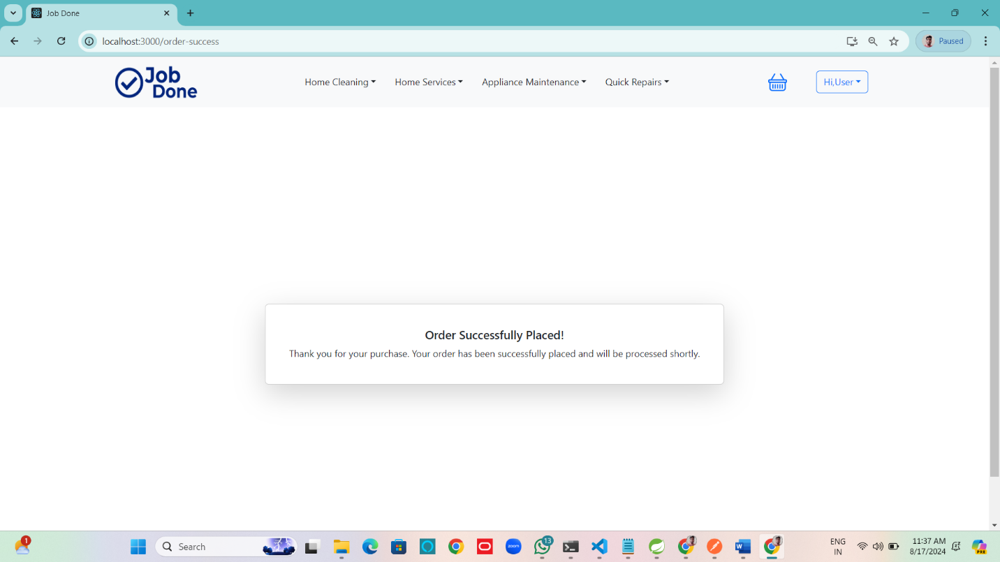 Job Done
localhost:3000/order-success
Paused
Job
Done
Home Cleaning
Home Services
Appliance Maintenance
Quick Repairs
Hi,User
Order Successfully Placed!
Thank you for your purchase. Your order has been successfully placed and will be processed shortly.
1
Search
zoom
13
PRE
ENG
IN
11:37 AM
8/17/2024